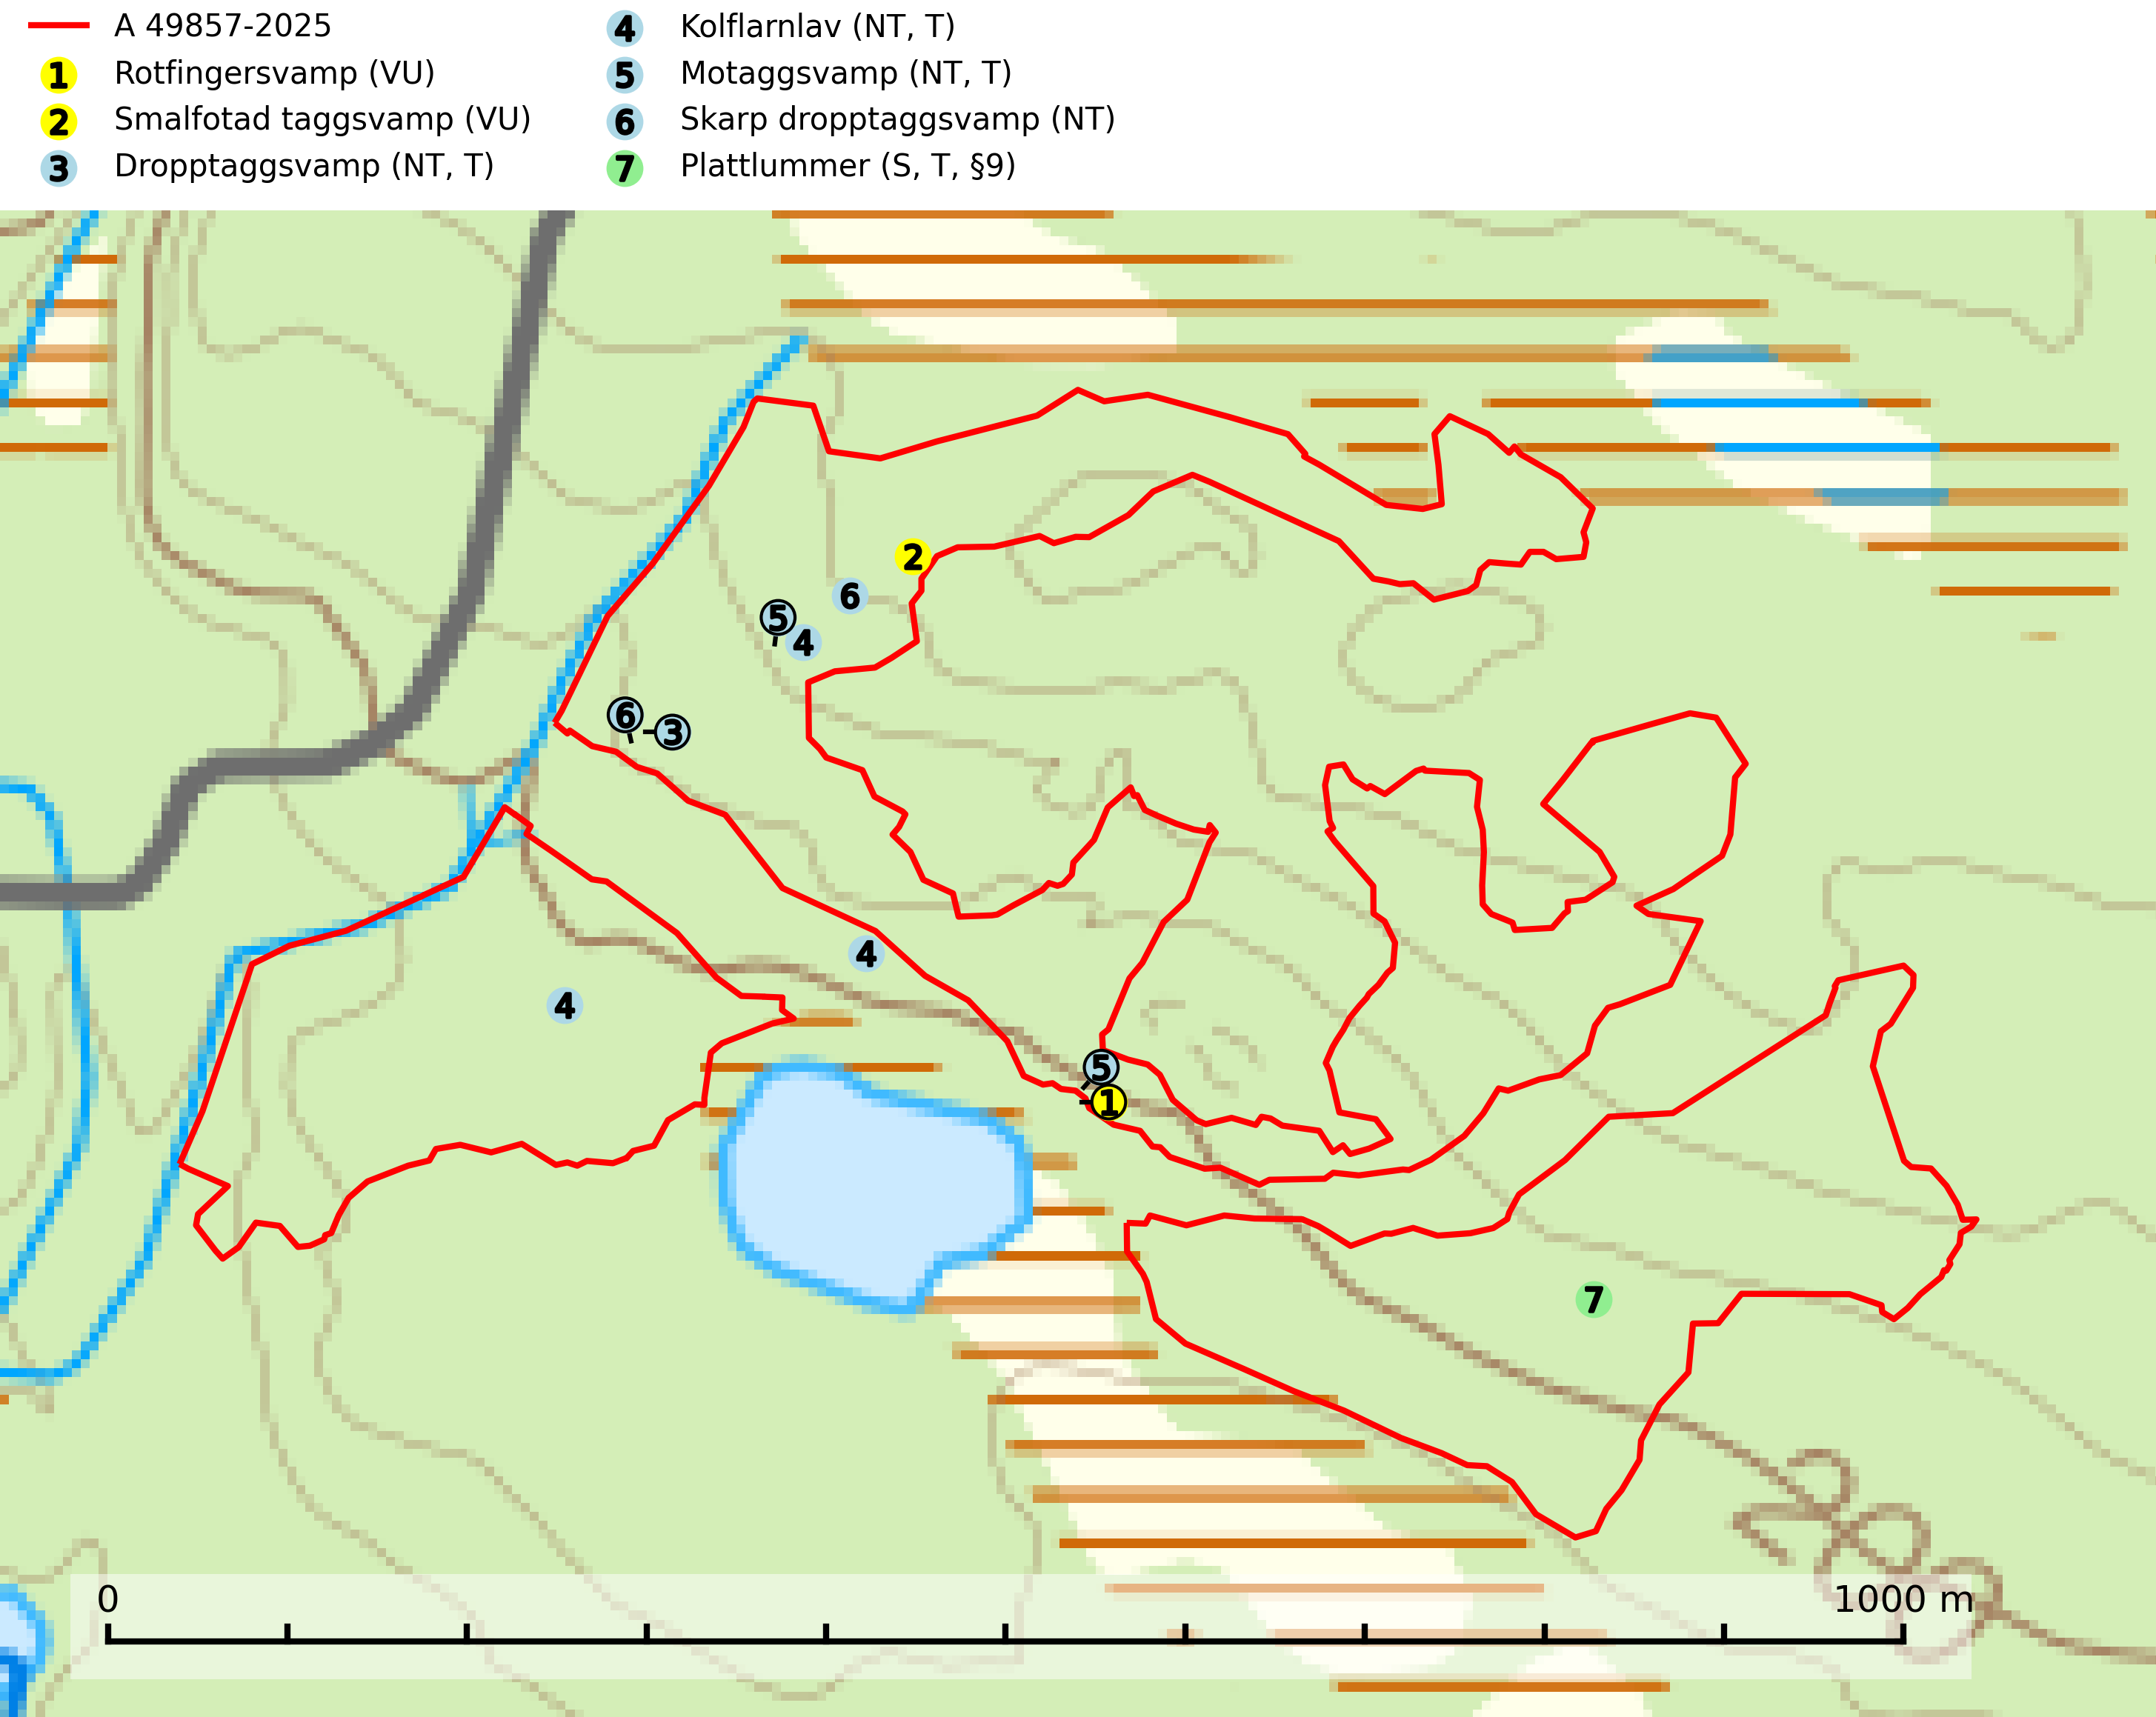 A 49857-2025
1 Rotfingersvamp (VU)
2 Smalfotad taggsvamp (VU)
3 Dropptaggsvamp (NT, T)
4 Kolflarnlav (NT, T)
5 Motaggsvamp (NT, T)
6 Skarp dropptaggsvamp (NT)
7 Plattlummer (S, T, §9)
2
6
5
4
6
3
4
4
5
1
7
0
1000 m